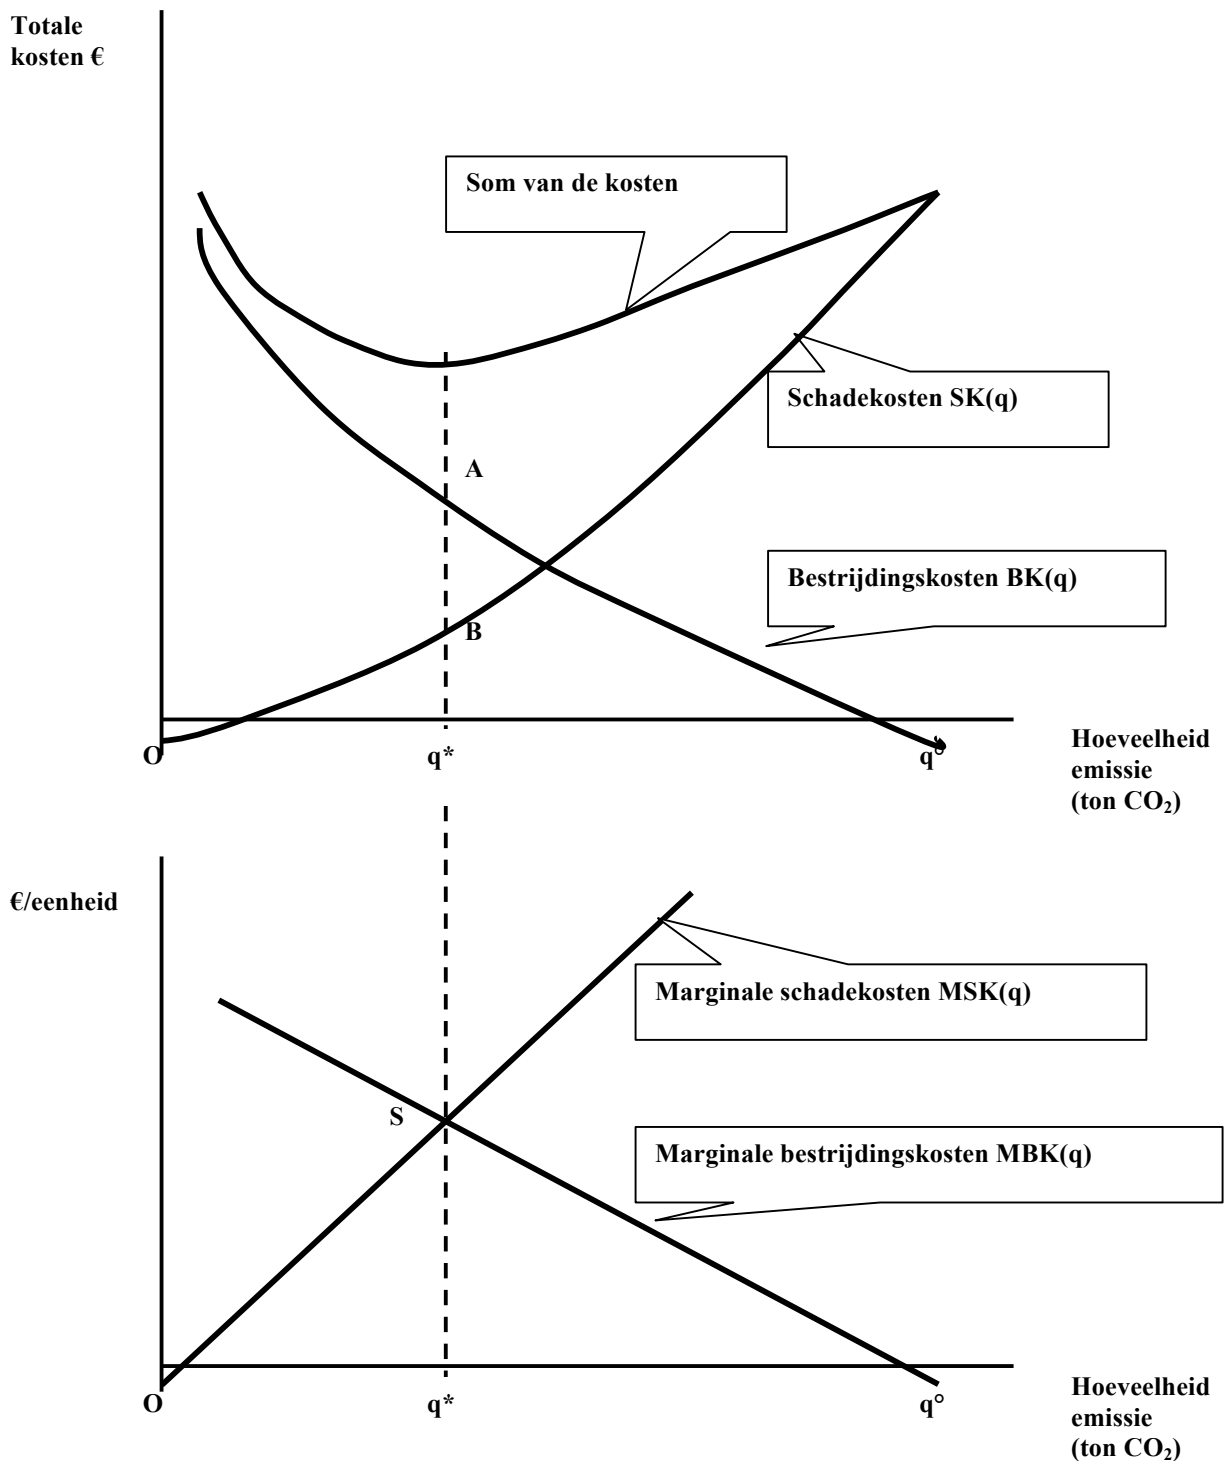 Totale
kosten €
Som van de kosten
Schadekosten SK(q)
A
Bestrijdingskosten BK(q)
B
O
q*
q°
Hoeveelheid
emissie
(ton CO₂)
€/eenheid
Marginale schadekosten MSK(q)
S
Marginale bestrijdingskosten MBK(q)
O
q*
q°
Hoeveelheid
emissie
(ton CO₂)